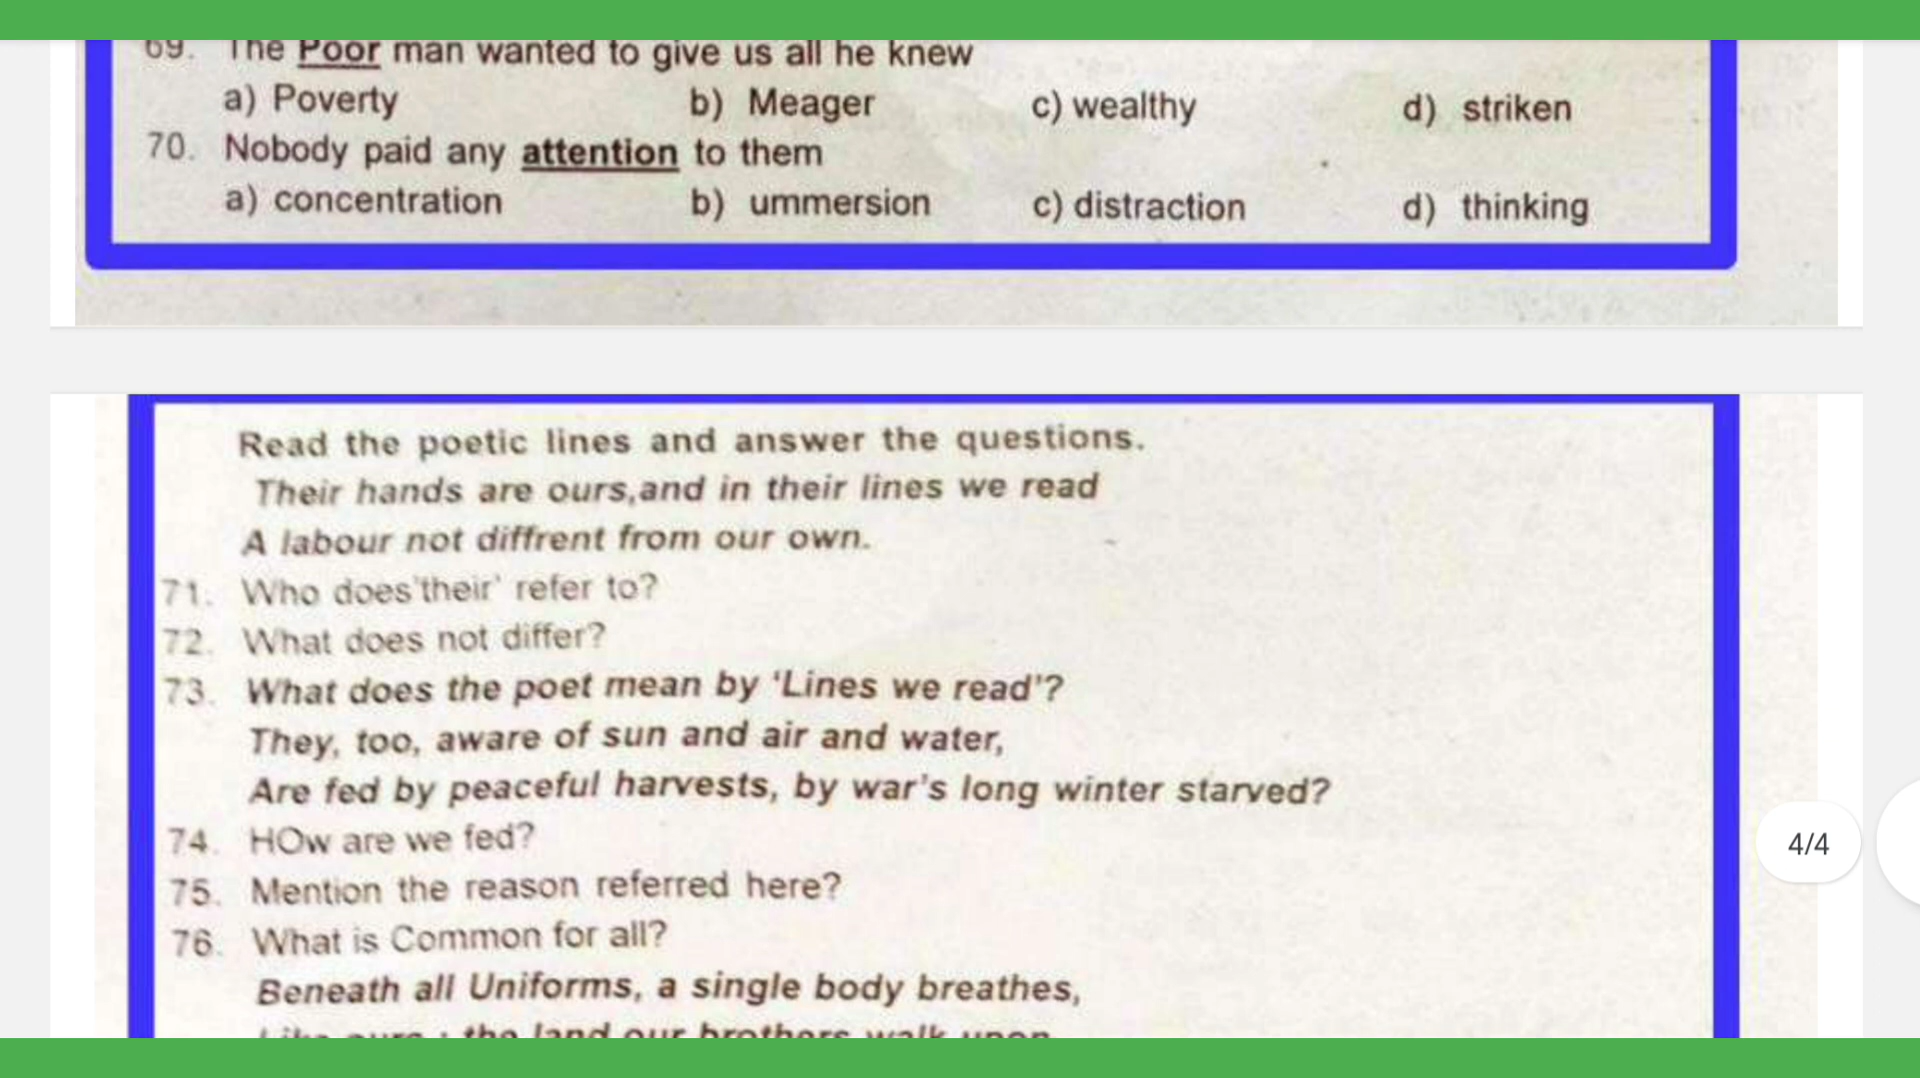 69. The Poor man wanted to give us all he knew
a) Poverty b) Meager c) wealthy d) striken
70. Nobody paid any attention to them
a) concentration b) ummersion c) distraction d) thinking
Read the poetic lines and answer the questions.
Their hands are ours,and in their lines we read
A labour not diffrent from our own.
71. Who does'their' refer to?
72. What does not differ?
73. What does the poet mean by 'Lines we read'?
They, too, aware of sun and air and water,
Are fed by peaceful harvests, by war's long winter starved?
74. HOw are we fed?
75. Mention the reason referred here?
4/4
76. What is Common for all?
Beneath all Uniforms, a single body breathes,
Like ours : the land our brothers walk upon